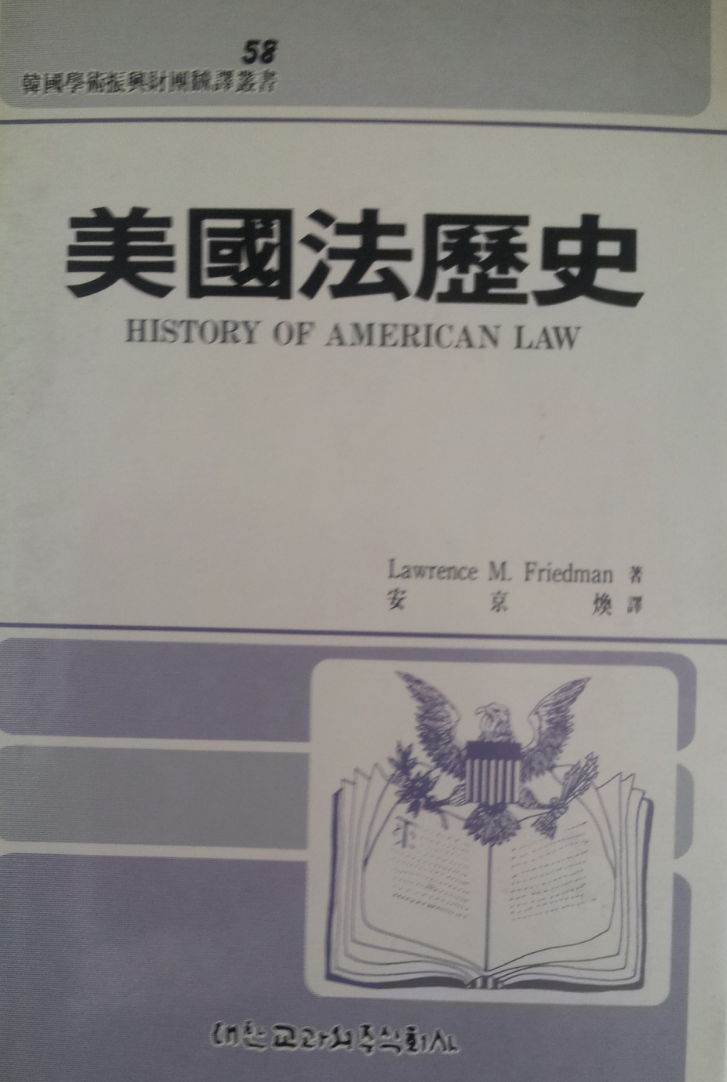 58
韓國學術振興財團飜譯叢書
美國法歷史
HISTORY OF AMERICAN LAW
Lawrence M. Friedman 著
安京煥 譯
대한교과서주식회사